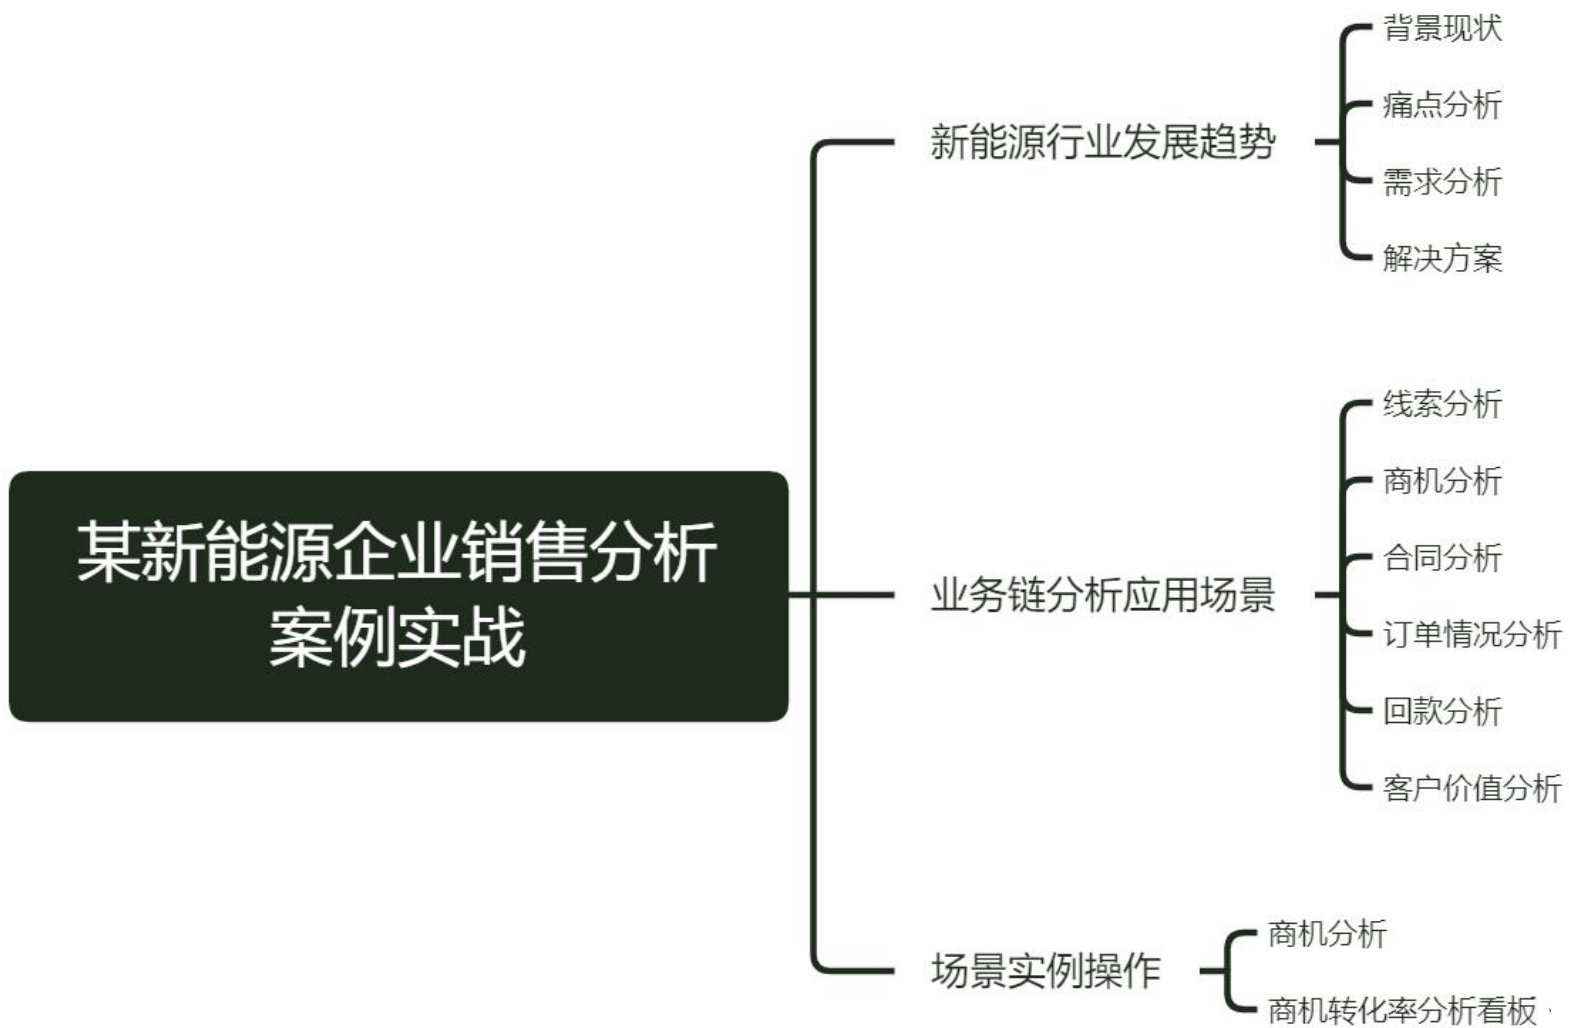 某新能源企业销售分析
案例实战
新能源行业发展趋势
背景现状
痛点分析
需求分析
解决方案
业务链分析应用场景
线索分析
商机分析
合同分析
订单情况分析
回款分析
客户价值分析
场景实例操作
商机分析
商机转化率分析看板